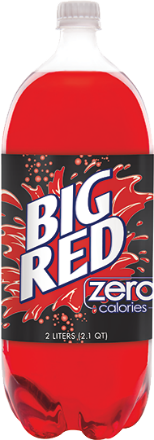 BIG
RED
zero
calories
2 LITERS (2.1 QT)